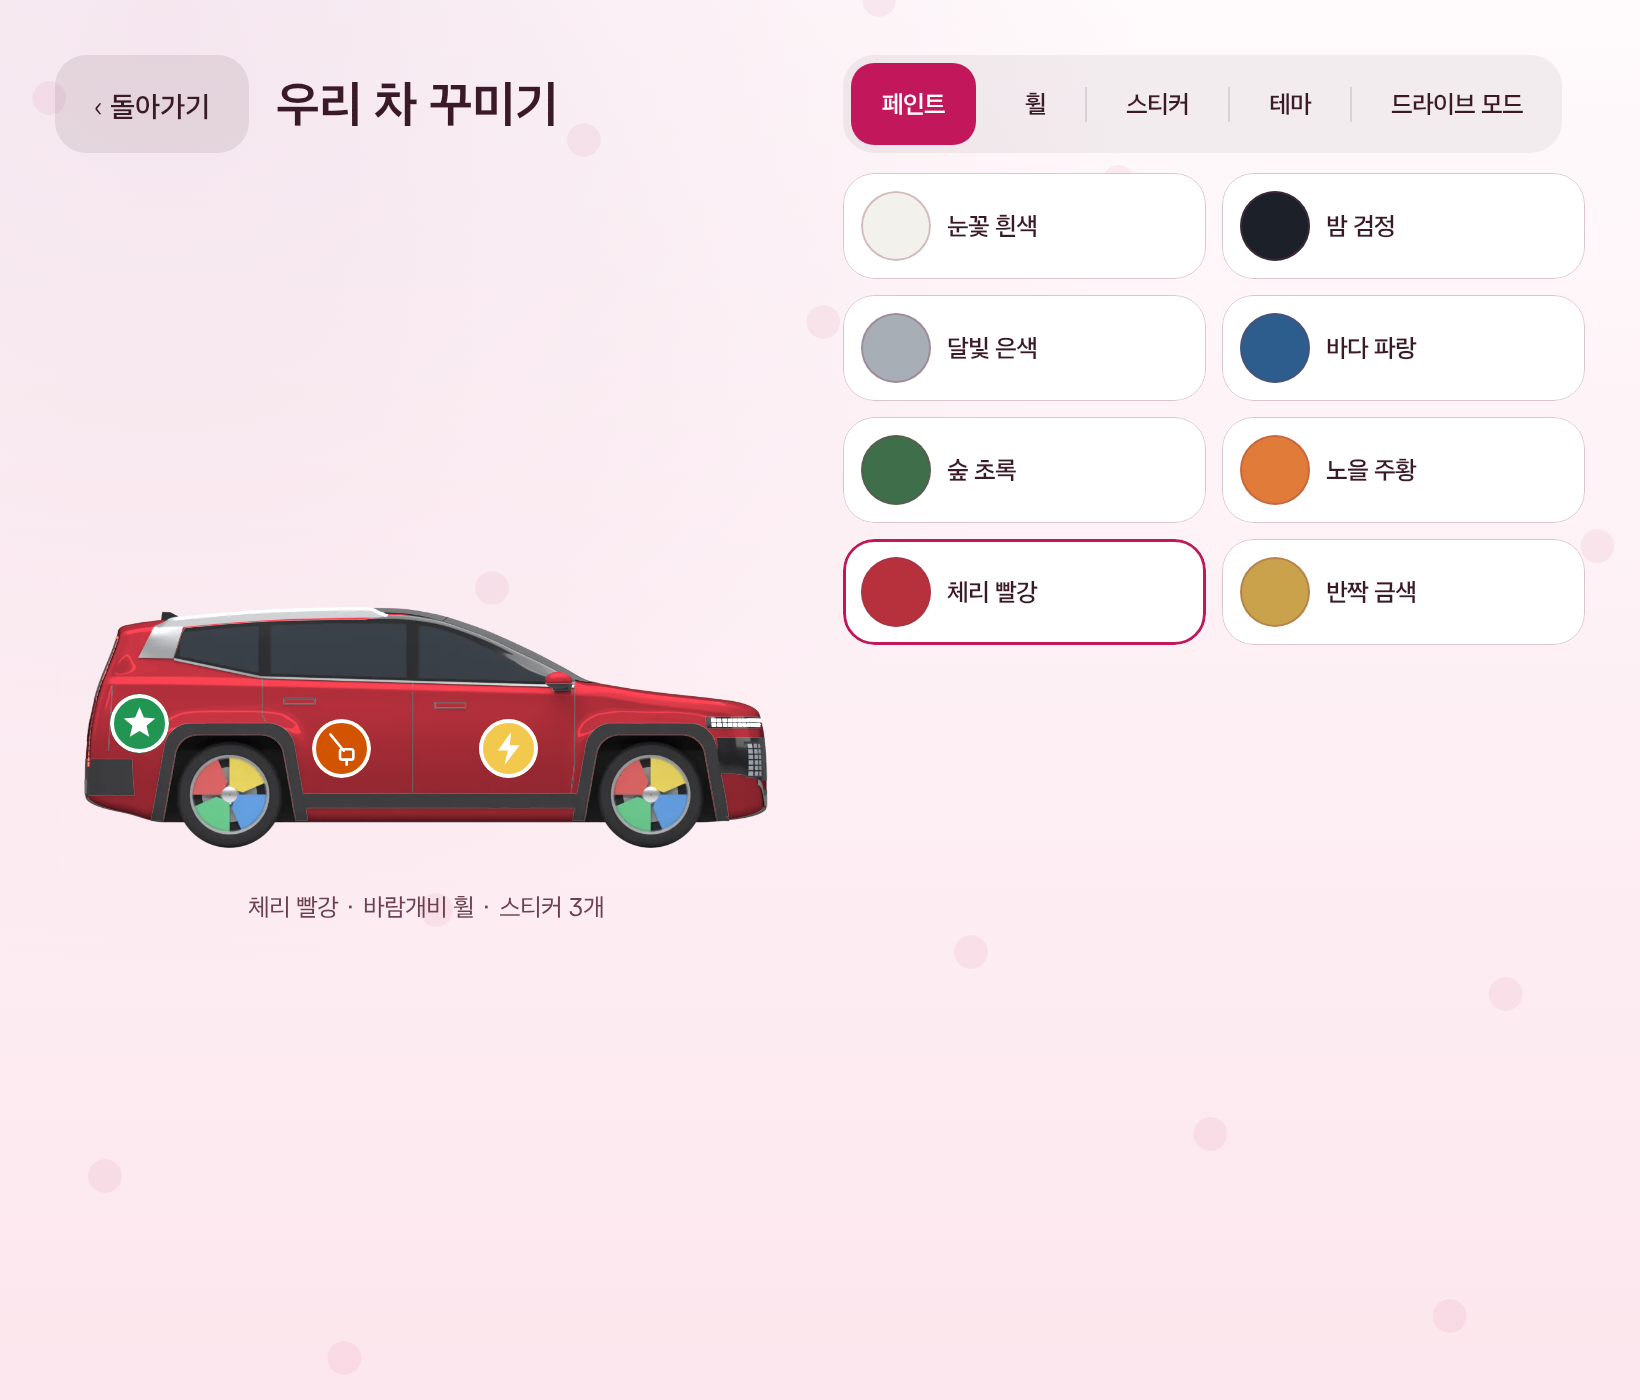 ‹ 돌아가기
우리 차 꾸미기
페인트
휠
스티커
테마
드라이브 모드
눈꽃 흰색
밤 검정
달빛 은색
바다 파랑
숲 초록
노을 주황
체리 빨강
반짝 금색
체리 빨강 · 바람개비 휠 · 스티커 3개